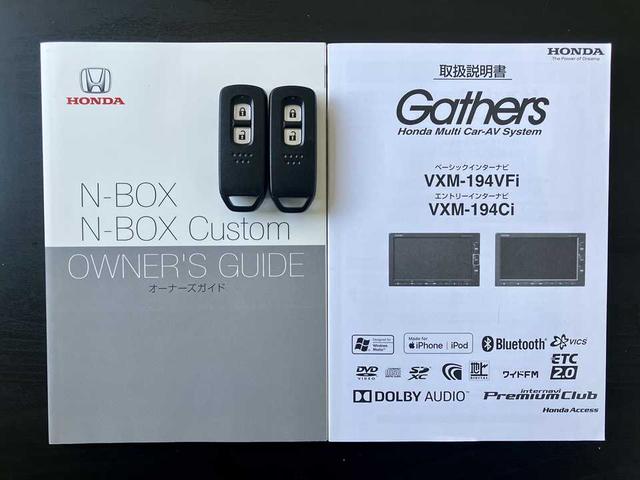 HONDA
N-BOX
N-BOX Custom
OWNER'S GUIDE
オーナーズガイド
HONDA
The Power of Dreams
取扱説明書
Gathers
Honda Multi Car-AV System
ベーシックインターナビ
VXM-194VFi
エントリーインターナビ
VXM-194Ci
Made for
iPhone | iPod
Bluetooth
VICS
DVD
VIDEO
SD
XC
ワイドFM
ETC
2.0
DOLBY AUDIO
internavi
Premium Club
Honda Access